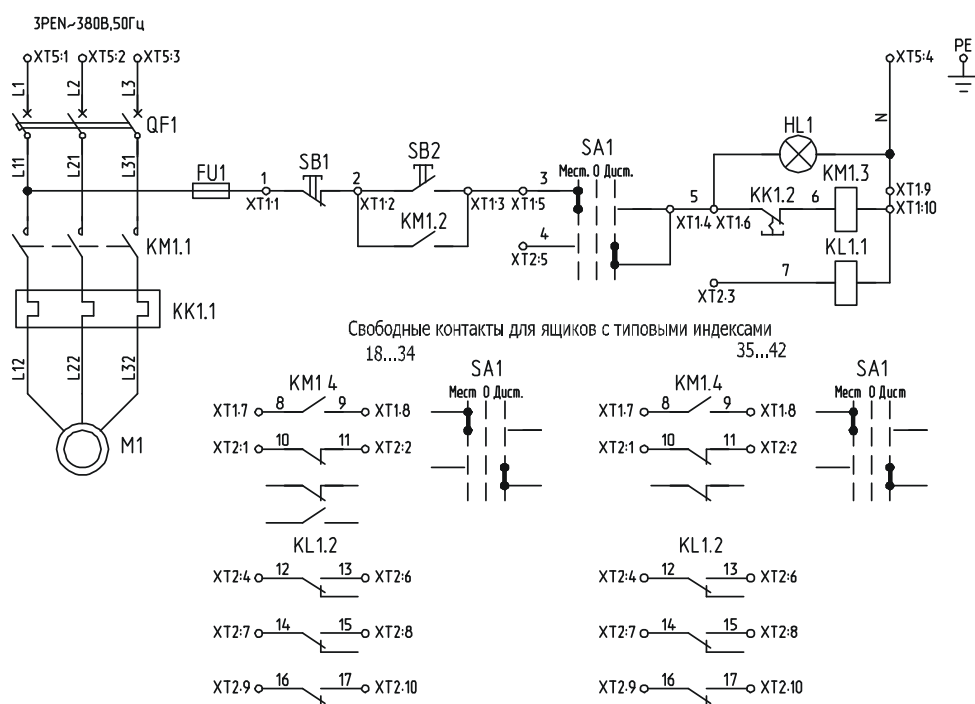 3PEN~380В,50Гц
XT5:1 XT5:2 XT5:3 XT5:4 PE
L1 L2 L3 N
QF1
L11 L21 L31
FU1 SB1 SB2 SA1 HL1
Мест. 0 Дист.
KM1.3
1 2 3 5 KK1.2 6
XT1:1 XT1:2 XT1:3 XT1:5 XT1:4 XT1:6 XT1:9
XT1:10
KM1.2
KM1.1
4
XT2:5
KL1.1
7
XT2.3
KK1.1
Свободные контакты для ящиков с типовыми индексами
18...34 35...42
L12 L22 L32
M1
KM1 4 SA1
Мест 0 Дист.
XT1.7 8 9 XT1.8
XT2:1 10 11 XT2:2
KL1.2
XT2:4 12 13 XT2:6
XT2:7 14 15 XT2:8
XT2.9 16 17 XT2.10
KM1.4 SA1
Мест 0 Дист
XT1.7 8 9 XT1.8
XT2:1 10 11 XT2:2
KL1.2
XT2:4 12 13 XT2:6
XT2:7 14 15 XT2:8
XT2.9 16 17 XT2.10